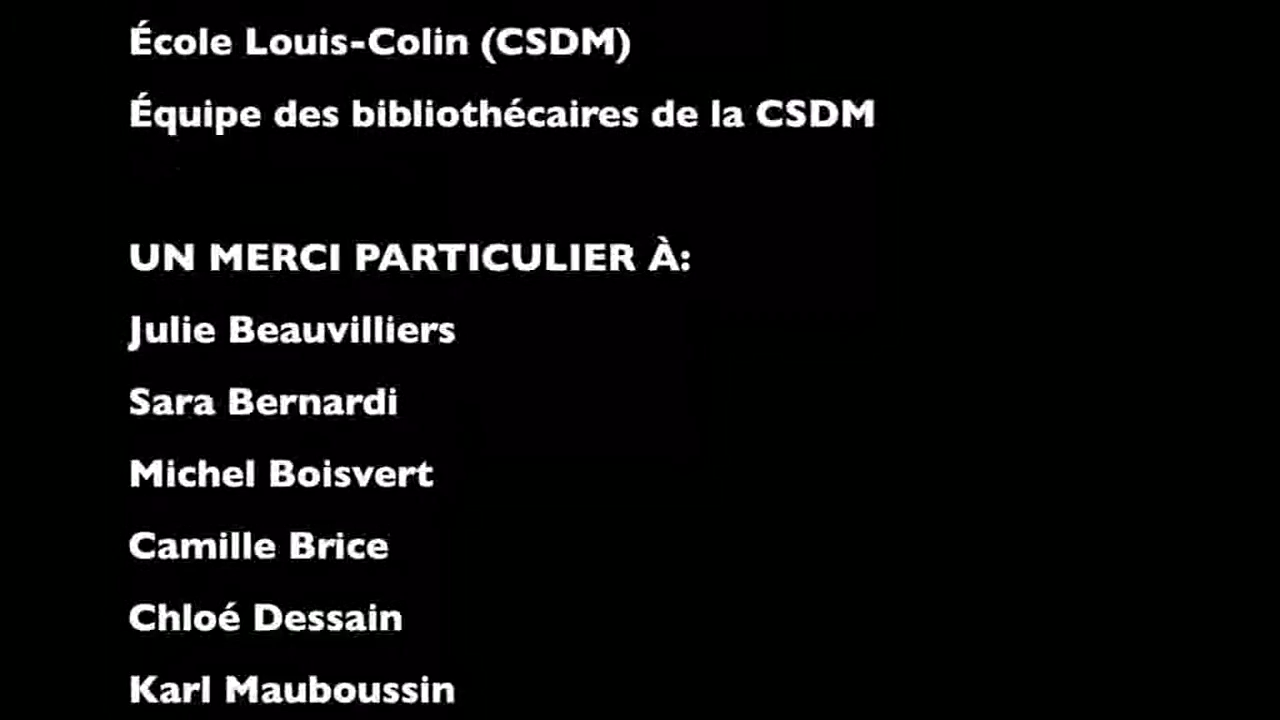 École Louis-Colin (CSDM)
Équipe des bibliothécaires de la CSDM
UN MERCI PARTICULIER À:
Julie Beauvilliers
Sara Bernardi
Michel Boisvert
Camille Brice
Chloé Dessain
Karl Mauboussin